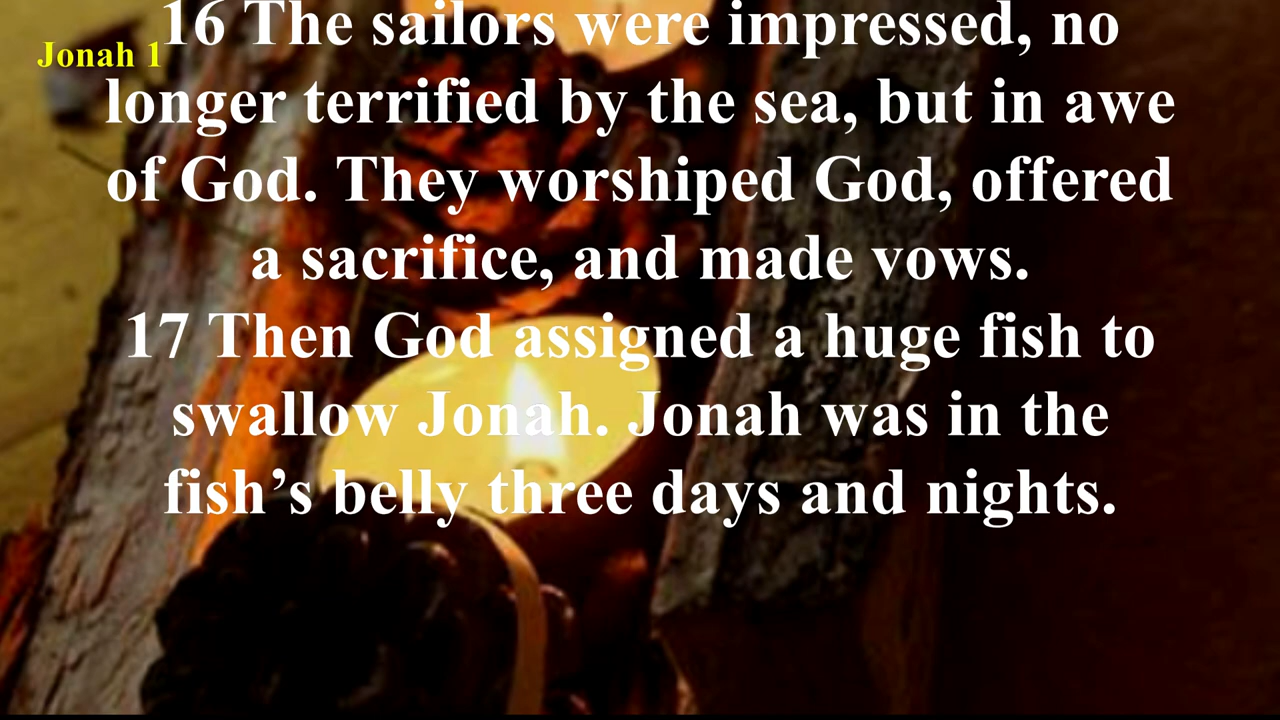 Jonah 1
16 The sailors were impressed, no
longer terrified by the sea, but in awe
of God. They worshiped God, offered
a sacrifice, and made vows.
17 Then God assigned a huge fish to
swallow Jonah. Jonah was in the
fish’s belly three days and nights.